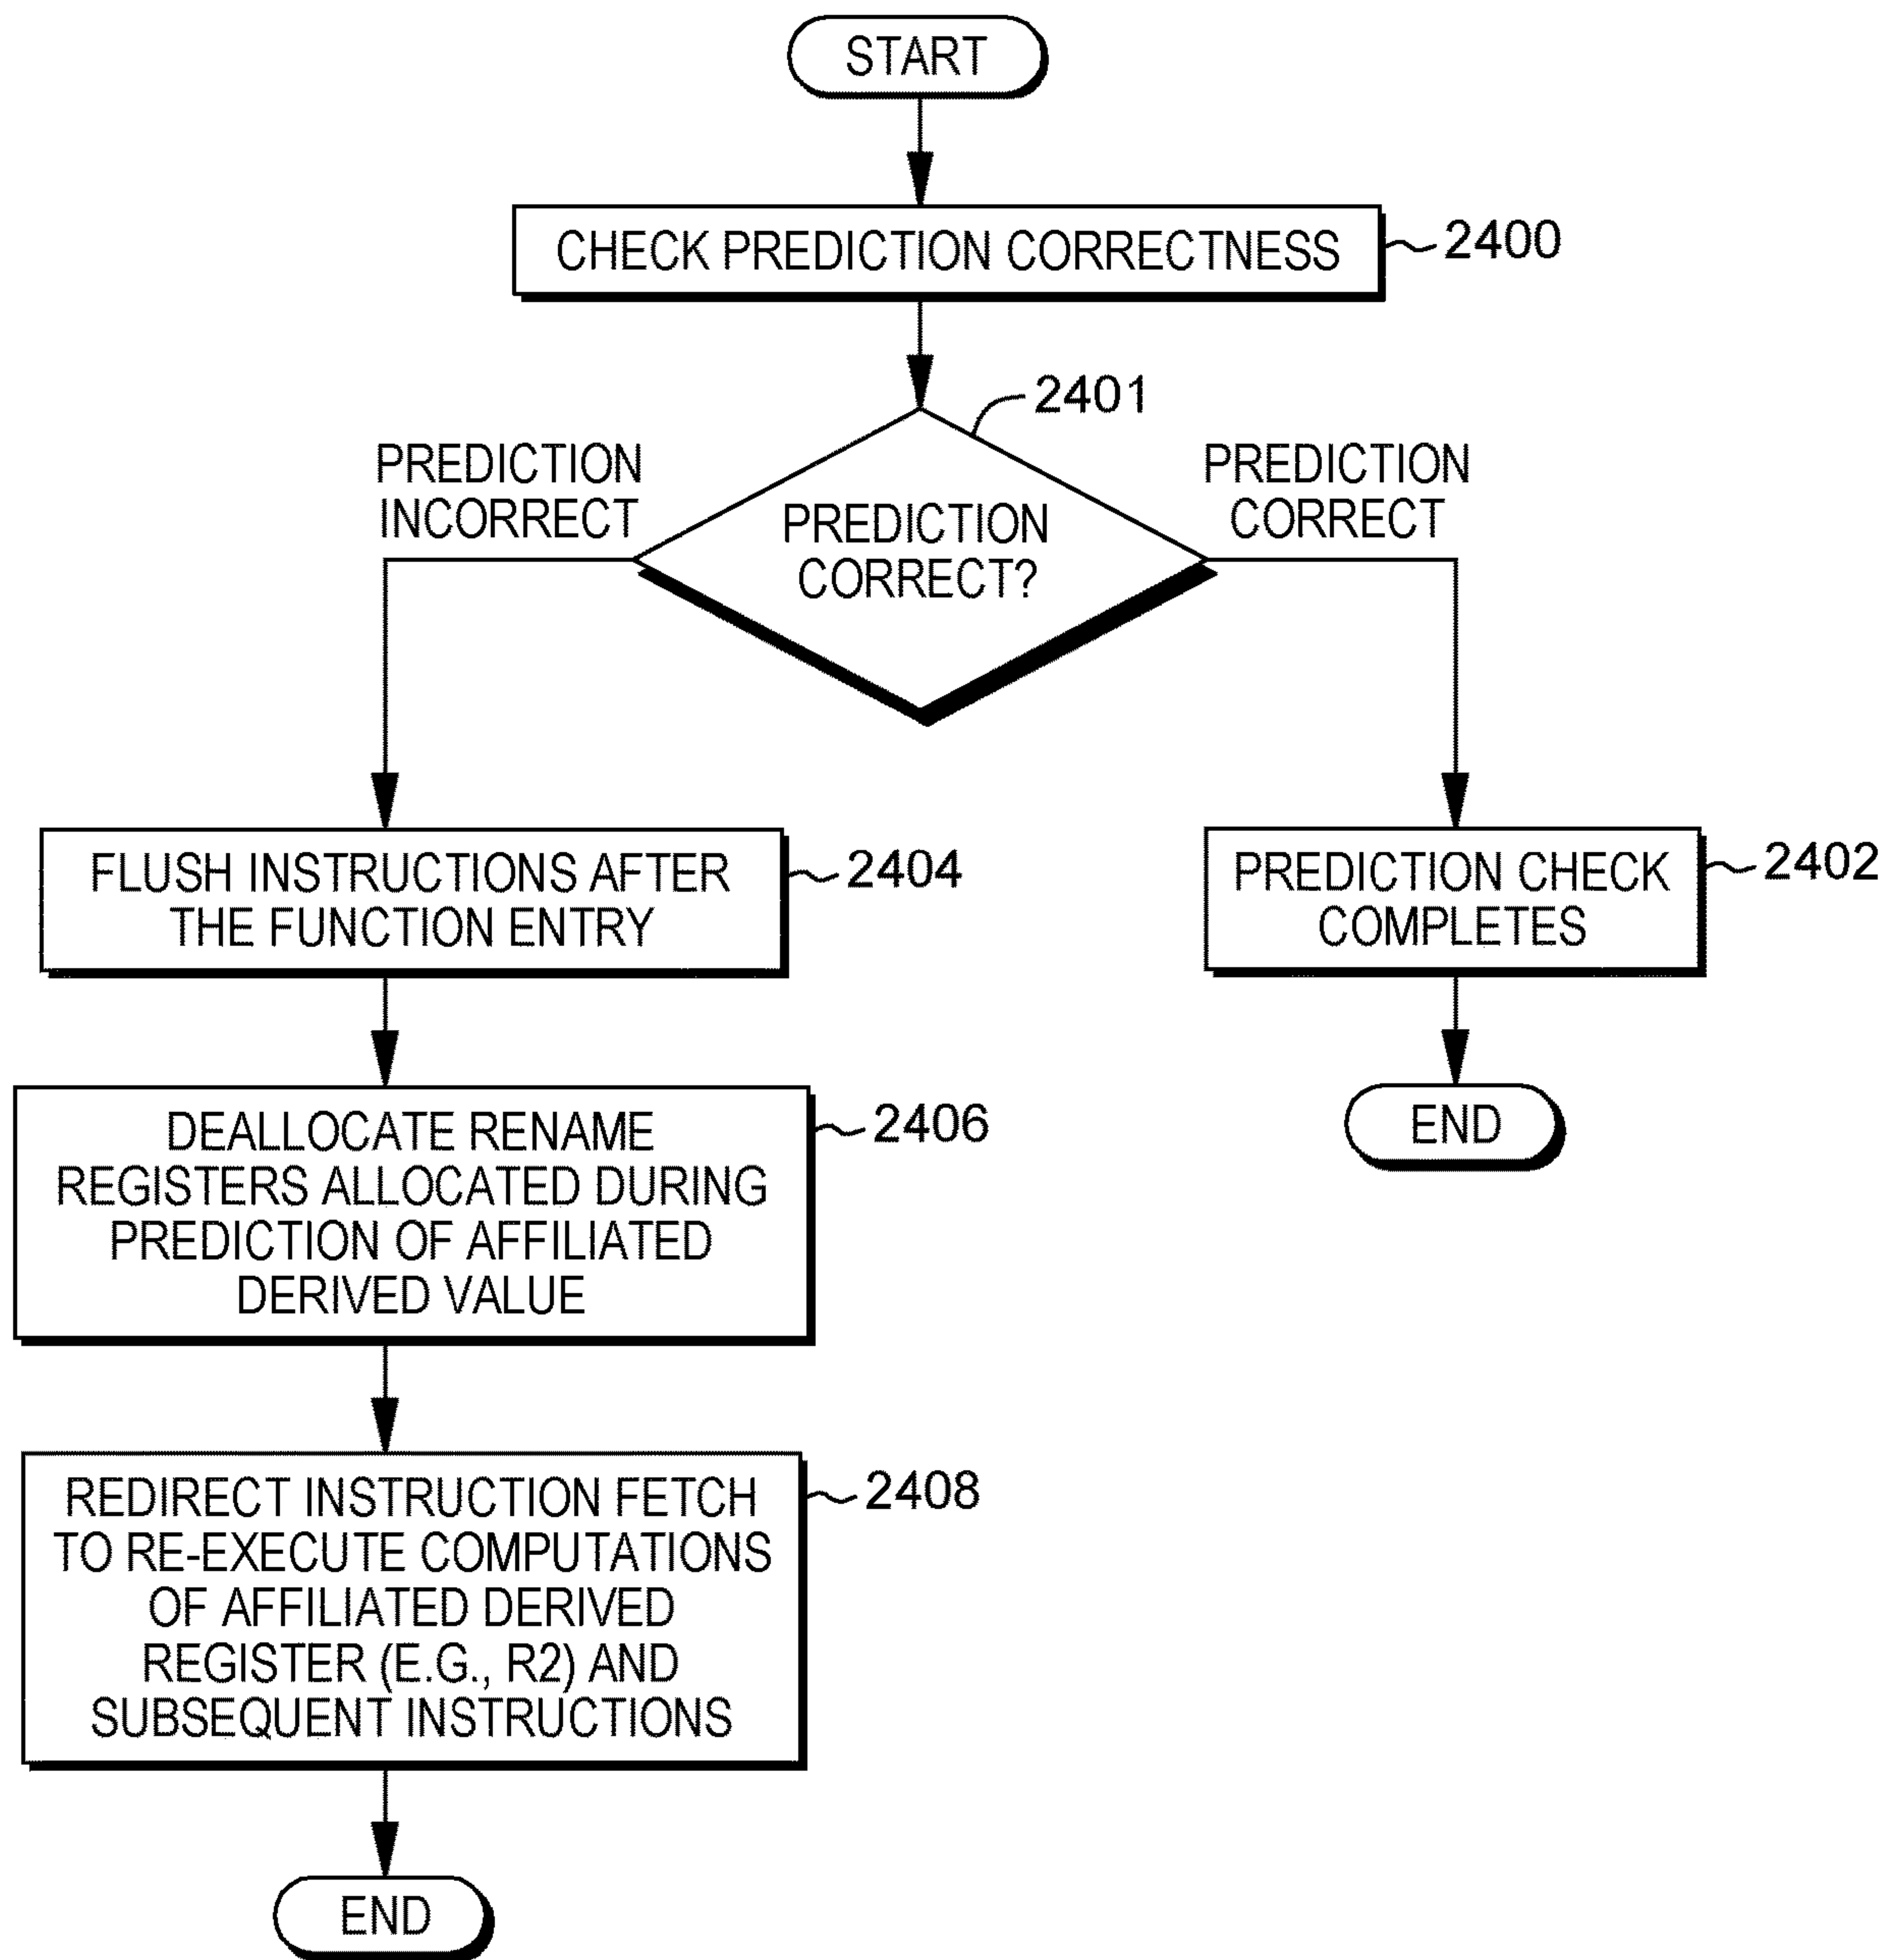 START
CHECK PREDICTION CORRECTNESS
2400
2401
PREDICTION
INCORRECT
PREDICTION
CORRECT?
PREDICTION
CORRECT
FLUSH INSTRUCTIONS AFTER
THE FUNCTION ENTRY
2404
PREDICTION CHECK
COMPLETES
2402
DEALLOCATE RENAME
REGISTERS ALLOCATED DURING
PREDICTION OF AFFILIATED
DERIVED VALUE
2406
END
REDIRECT INSTRUCTION FETCH
TO RE-EXECUTE COMPUTATIONS
OF AFFILIATED DERIVED
REGISTER (E.G., R2) AND
SUBSEQUENT INSTRUCTIONS
2408
END